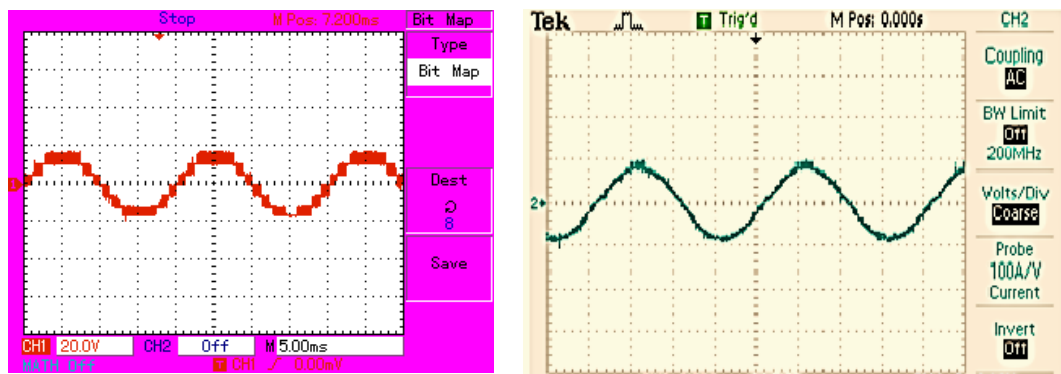 Stop M Pos: 7.200ms Bit Map
Type
Bit Map
Dest
8
Save
CH1 20.0V CH2 Off M 5.00ms
MATH Off T CH1 0.00mV
Tek T Trig'd M Pos: 0.000s CH2
Coupling
AC
BW Limit
Off
200MHz
Volts/Div
Coarse
2
Probe
100A/V
Current
Invert
Off